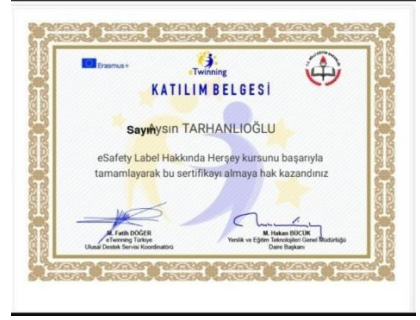 Erasmus+
eTwinning
KATILIM BELGESİ
Sayın Aysın TARHANLIOĞLU
eSafety Label Hakkında Herşey kursunu başarıyla
tamamlayarak bu sertifikayı almaya hak kazandınız
M. Fatih DÖĞER
eTwinning Türkiye
Ulusal Destek Servisi Koordinatörü
M. Hakan BÜCÜK
Yenilik ve Eğitim Teknolojileri Genel Müdürlüğü
Daire Başkanı